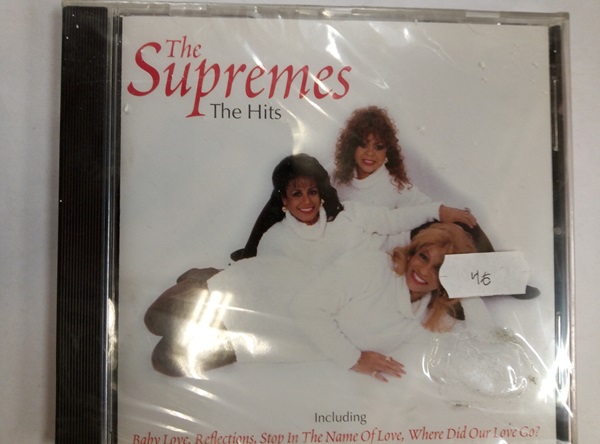 The
Supremes
The Hits
45
Including
Baby Love, Reflections, Stop In The Name Of Love, Where Did Our Love Go?